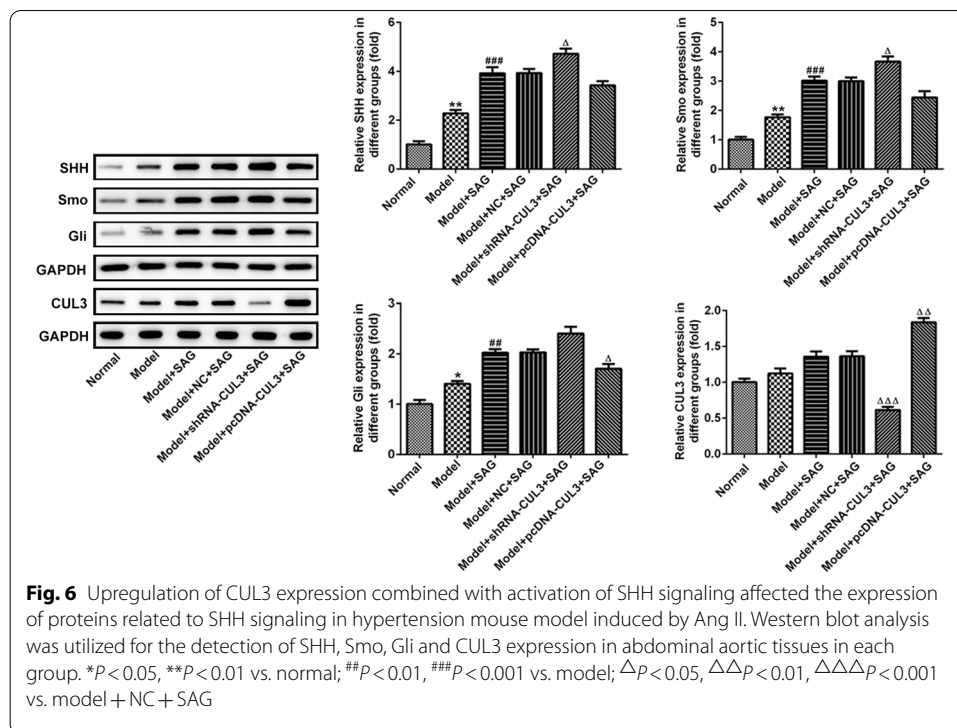 SHH
Smo
Gli
GAPDH
CUL3
GAPDH
Normal
Model
Model+SAG
Model+NC+SAG
Model+shRNA-CUL3+SAG
Model+pcDNA-CUL3+SAG
Relative SHH expression in
different groups (fold)
6
4
2
0
**
###
Δ
Normal
Model
Model+SAG
Model+NC+SAG
Model+shRNA-CUL3+SAG
Model+pcDNA-CUL3+SAG
Relative Smo expression in
different groups (fold)
5
4
3
2
1
0
**
###
Δ
Normal
Model
Model+SAG
Model+NC+SAG
Model+shRNA-CUL3+SAG
Model+pcDNA-CUL3+SAG
Relative Gli expression in
different groups (fold)
3
2
1
0
*
##
Δ
Normal
Model
Model+SAG
Model+NC+SAG
Model+shRNA-CUL3+SAG
Model+pcDNA-CUL3+SAG
Relative CUL3 expression in
different groups (fold)
2.0
1.5
1.0
0.5
0.0
ΔΔΔ
ΔΔ
Normal
Model
Model+SAG
Model+NC+SAG
Model+shRNA-CUL3+SAG
Model+pcDNA-CUL3+SAG
Fig. 6 Upregulation of CUL3 expression combined with activation of SHH signaling affected the expression
of proteins related to SHH signaling in hypertension mouse model induced by Ang II. Western blot analysis
was utilized for the detection of SHH, Smo, Gli and CUL3 expression in abdominal aortic tissues in each
group. *P < 0.05, **P < 0.01 vs. normal; ##P < 0.01, ###P < 0.001 vs. model; △P < 0.05, △△P < 0.01, △△△P < 0.001
vs. model + NC + SAG